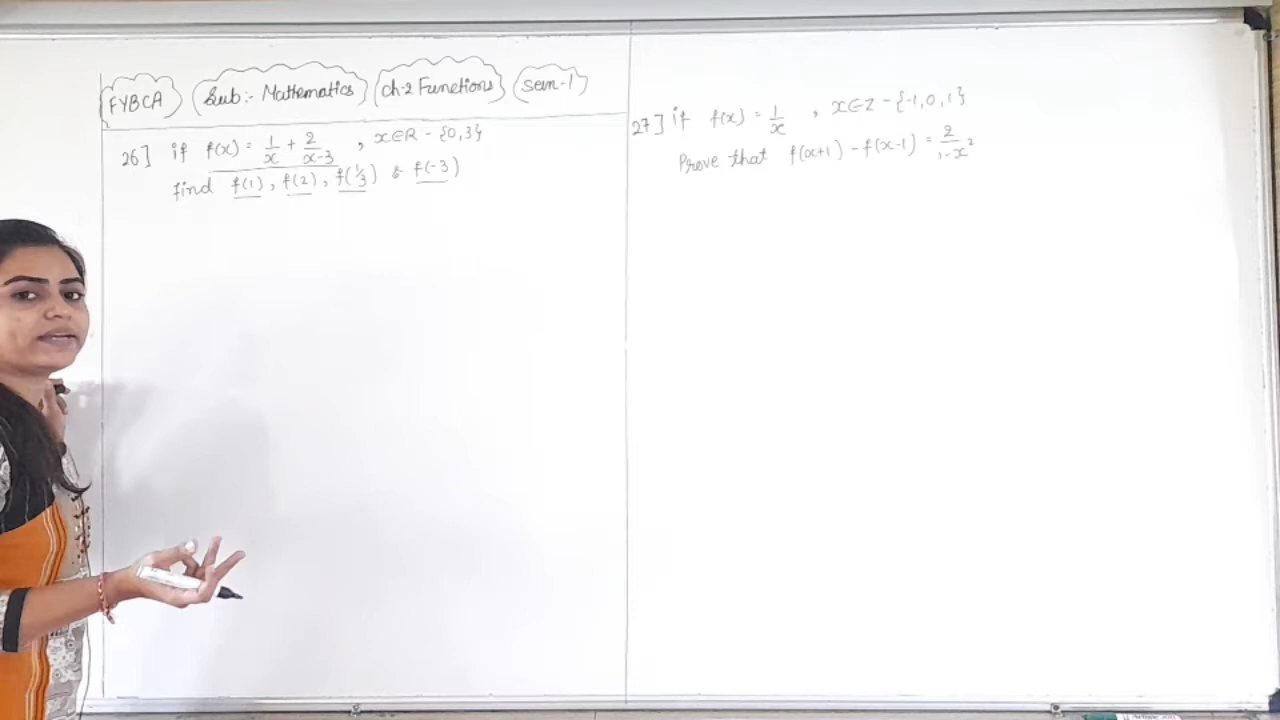 FYBCA Sub:- Mathematics Ch-2 Functions Sem-1
26] if f(x) = 1/x + 2/x-3 , x∈R - {0,3}
find f(1), f(2), f(1/3) & f(-3)
27] if f(x) = 1/x , x∈Z - {-1,0,1}
Prove that f(x+1) - f(x-1) = 2/1-x²